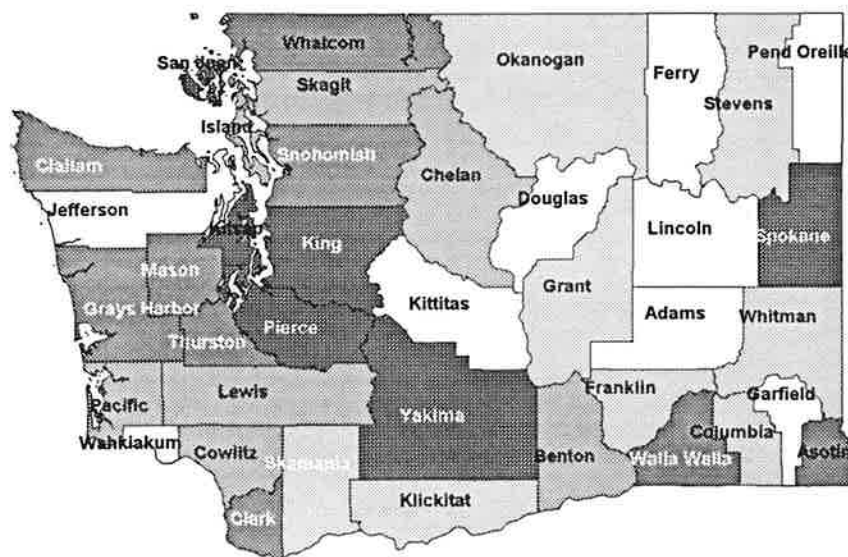 Whatcom
Okanogan
Ferry
Pend Oreille
San Juan
Skagit
Stevens
Island
Snohomish
Clallam
Chelan
Douglas
Jefferson
Kitsap
King
Lincoln
Spokane
Mason
Grays Harbor
Kittitas
Grant
Adams
Whitman
Thurston
Pierce
Lewis
Franklin
Garfield
Pacific
Yakima
Columbia
Wahkiakum
Cowlitz
Skamania
Benton
Walla Walla
Asotin
Klickitat
Clark